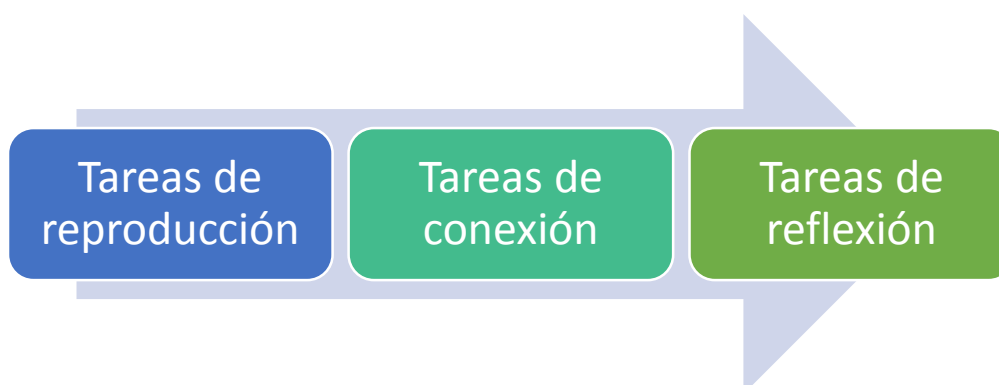 Tareas de
reproducción
Tareas de
conexión
Tareas de
reflexión